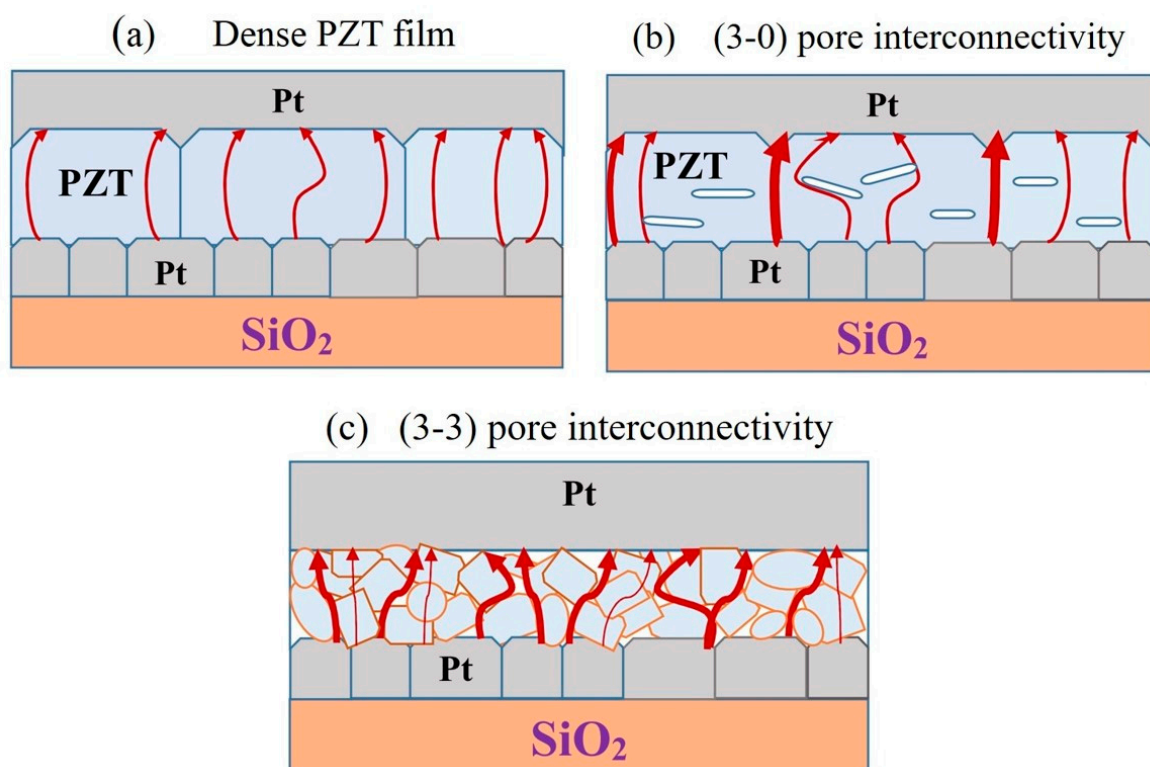 (a) Dense PZT film
Pt
PZT
Pt
SiO₂
(b) (3-0) pore interconnectivity
Pt
PZT
Pt
SiO₂
(c) (3-3) pore interconnectivity
Pt
Pt
SiO₂